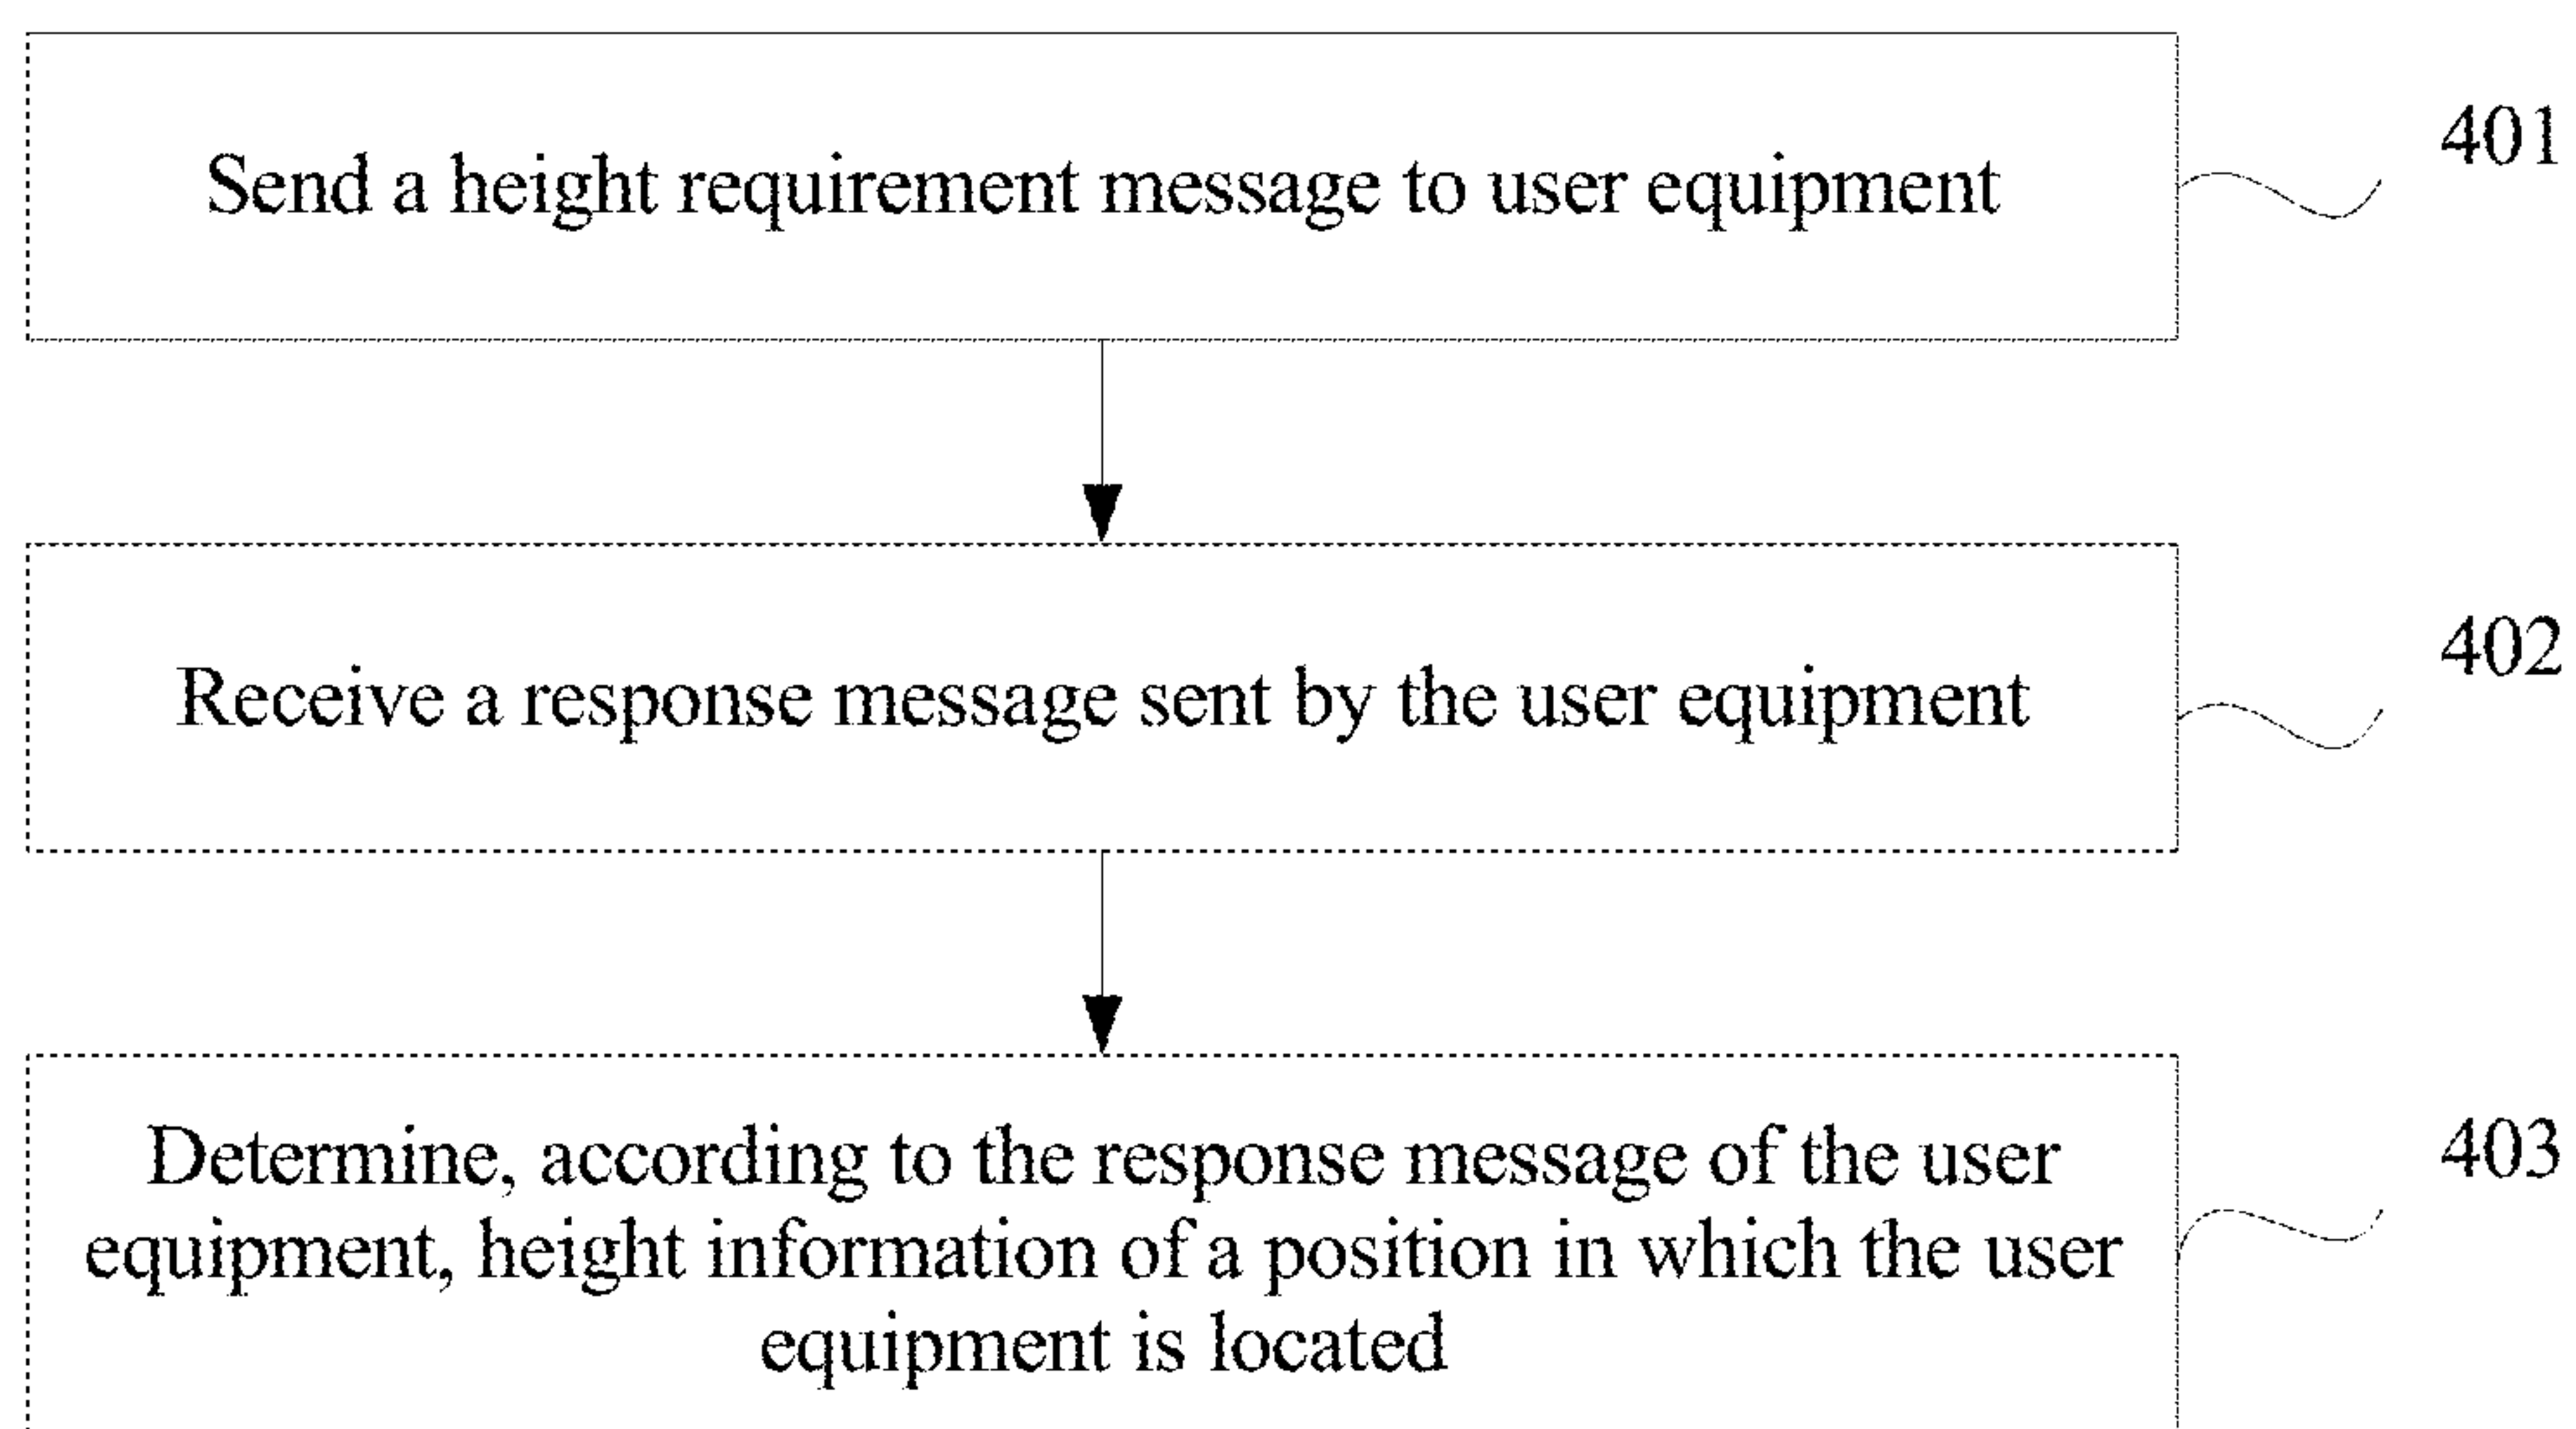 Send a height requirement message to user equipment
401
Receive a response message sent by the user equipment
402
Determine, according to the response message of the user
equipment, height information of a position in which the user
equipment is located
403